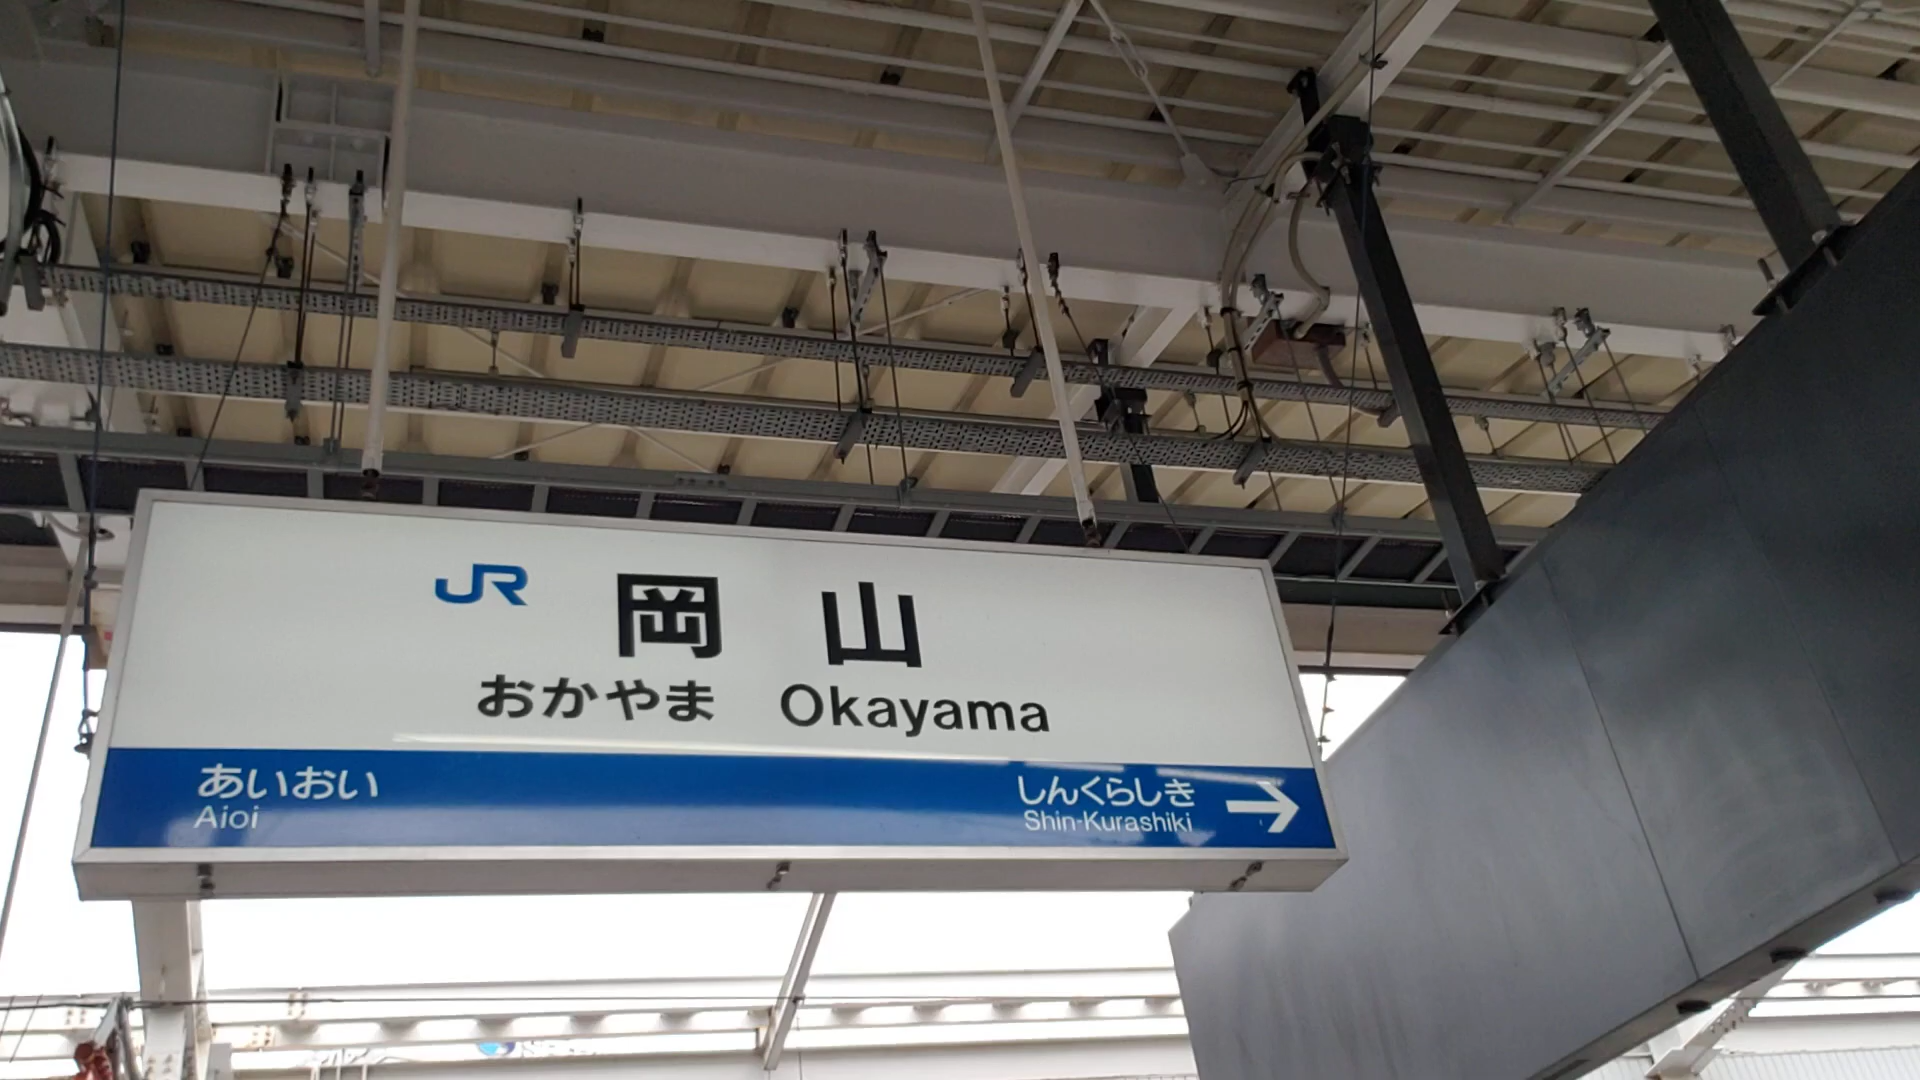 JR 岡山
おかやま Okayama
あいおい
Aioi
しんくらしき →
Shin-Kurashiki